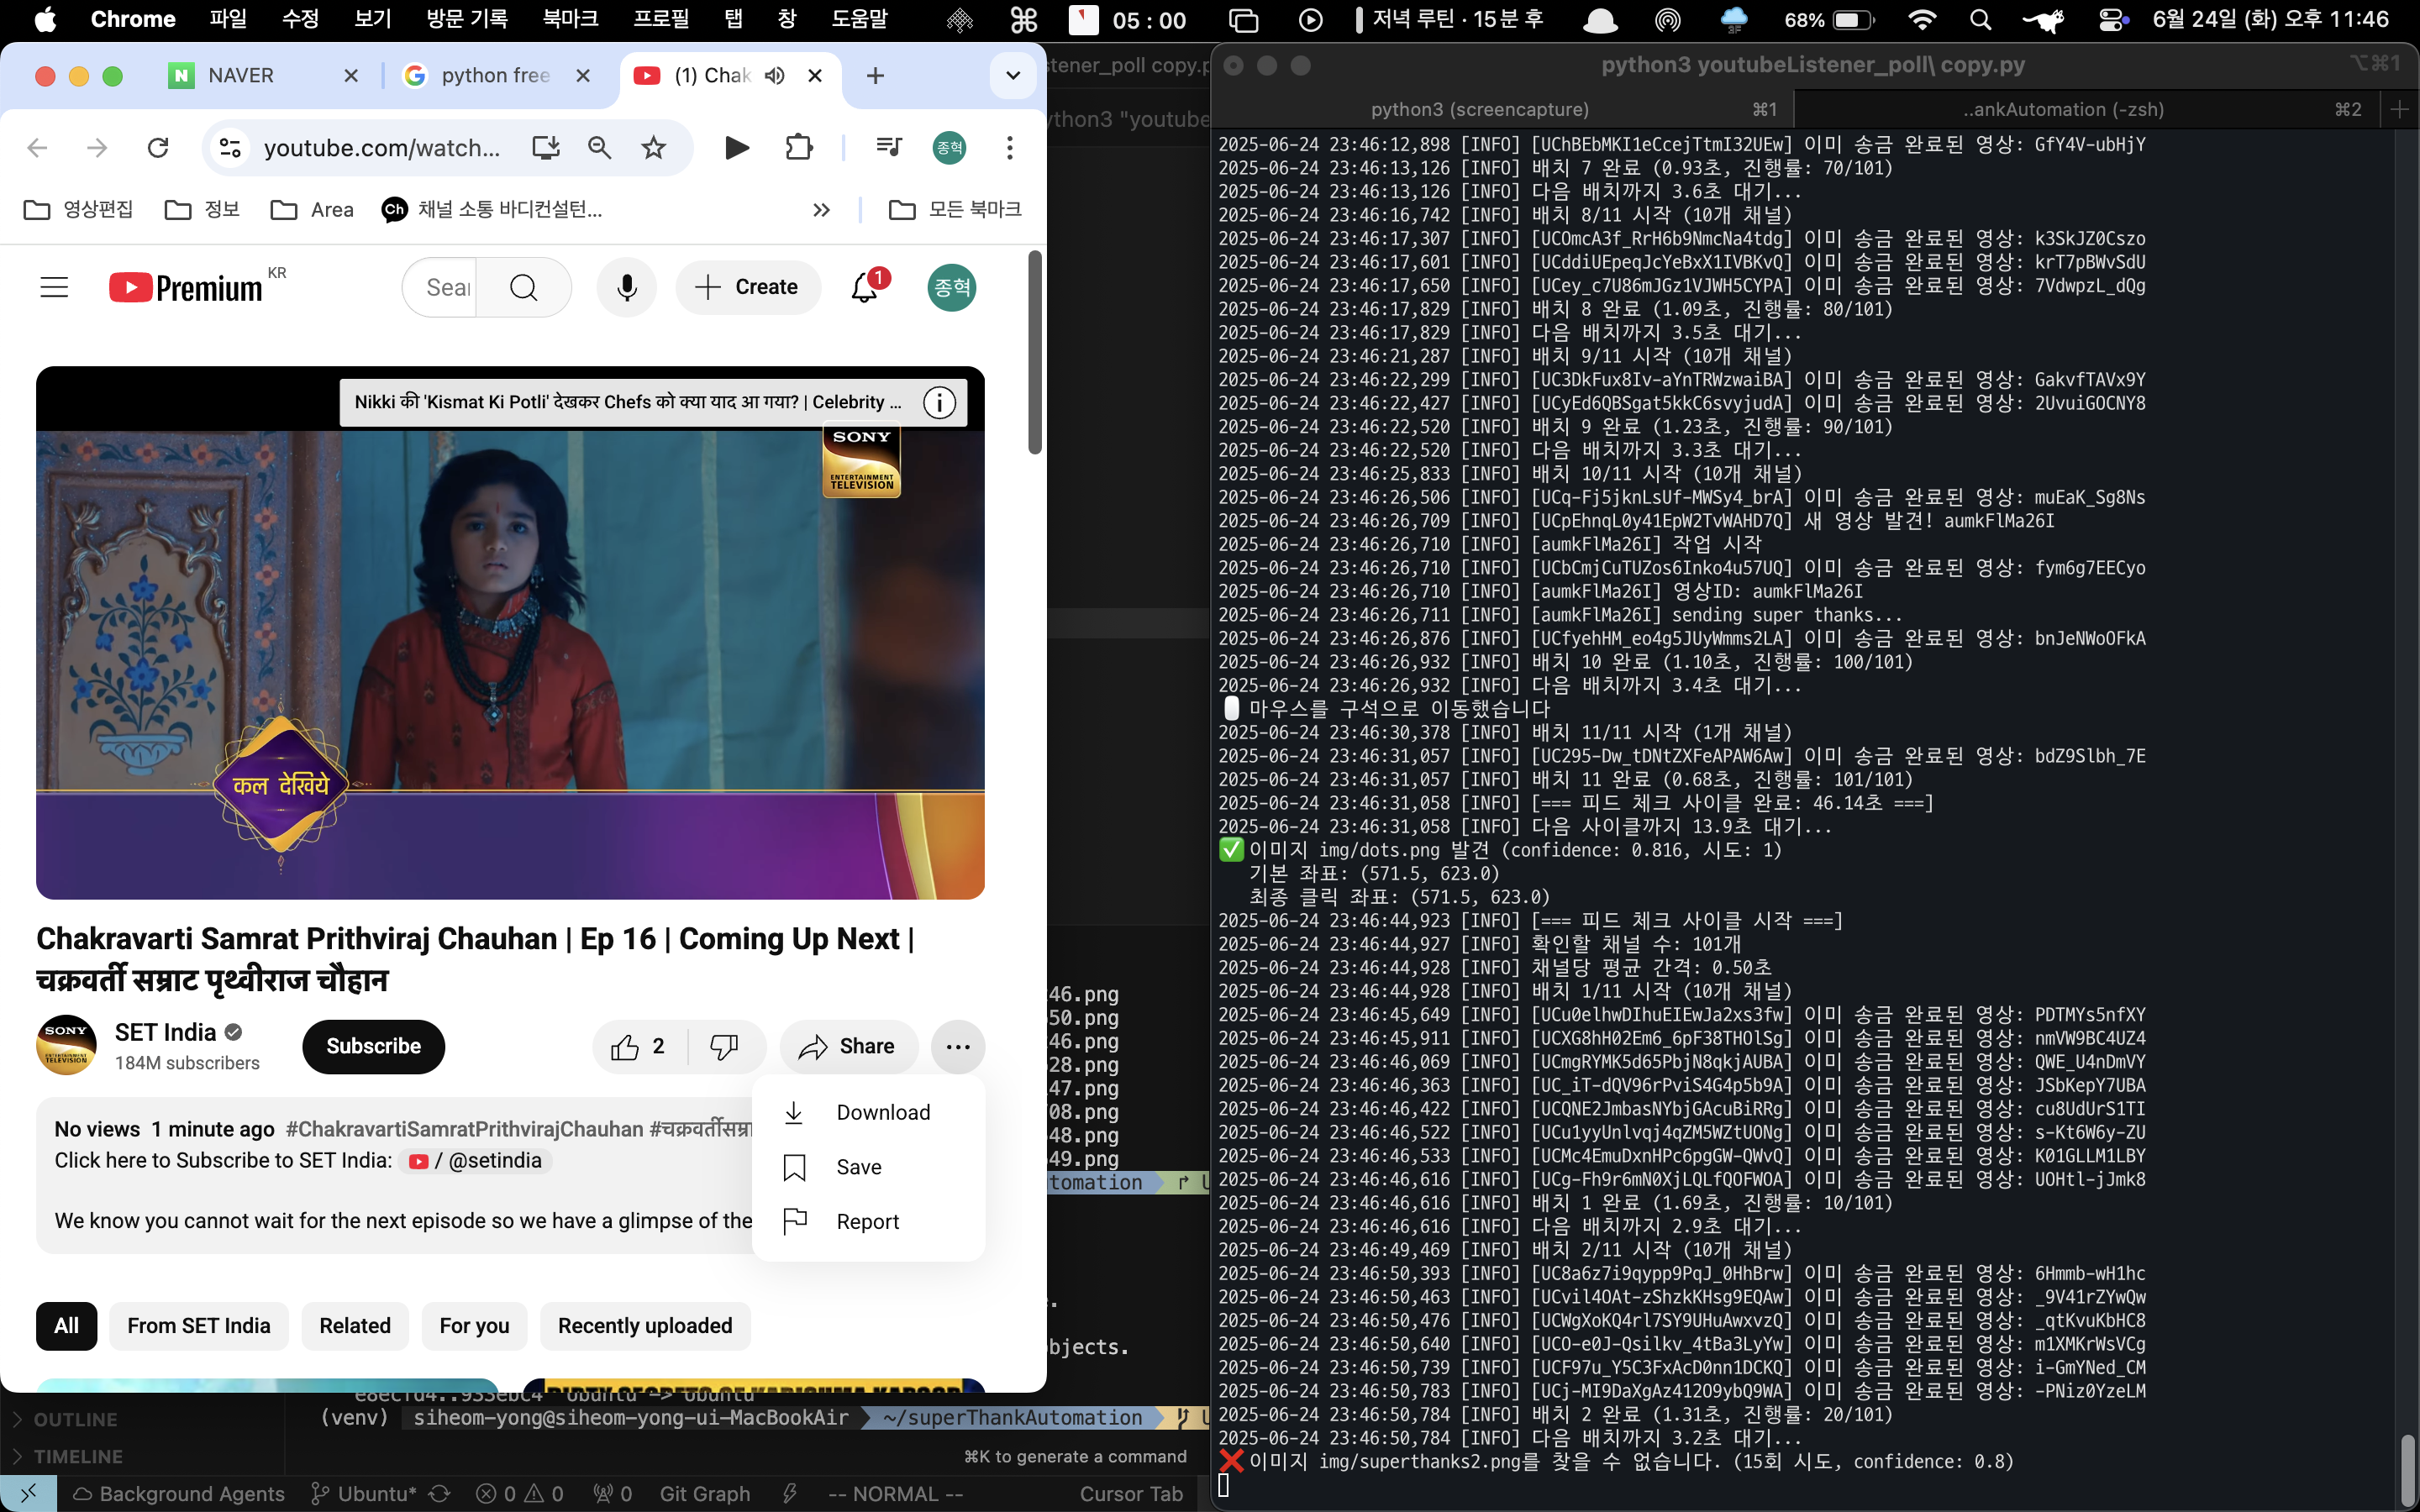 Chrome 파일 수정 보기 방문 기록 북마크 프로필 탭 창 도움말 05 : 00 저녁 루틴 · 15분 후 68% 6월 24일 (화) 오후 11:46
NAVER python free (1) Chak
youtube.com/watch... 종혁
영상편집 정보 Area Ch 채널 소통 바디컨설턴... » 모든 북마크
Premium KR Sear Create 1 종혁
Nikki की 'Kismat Ki Potli' देखकर Chefs को क्या याद आ गया? | Celebrity ...
SONY
ENTERTAINMENT
TELEVISION
कल देखिये
Chakravarti Samrat Prithviraj Chauhan | Ep 16 | Coming Up Next |
चक्रवर्ती सम्राट पृथ्वीराज चौहान
SONY
SET India
184M subscribers
Subscribe
2
Share
Download
Save
Report
No views 1 minute ago #ChakravartiSamratPrithvirajChauhan
Click here to Subscribe to SET India: / @setindia
We know you cannot wait for the next episode so we have a glimpse of the
All From SET India Related For you Recently uploaded
stener_poll copy.p
ython3 "youtube
46.png
50.png
46.png
28.png
47.png
08.png
48.png
49.png
tomation
bjects.
(venv) siheom-yong@siheom-yong-ui-MacBookAir ~/superThankAutomation
OUTLINE
TIMELINE
⌘K to generate a command
Background Agents Ubuntu* 0 0 0 Git Graph -- NORMAL -- Cursor Tab
python3 youtubeListener_poll\ copy.py ⌥⌘1
python3 (screencapture) ⌘1 ..ankAutomation (-zsh) ⌘2
2025-06-24 23:46:12,898 [INFO] [UChBEbMKI1eCcejTtmI32UEw] 이미 송금 완료된 영상: GfY4V-ubHjY
2025-06-24 23:46:13,126 [INFO] 배치 7 완료 (0.93초, 진행률: 70/101)
2025-06-24 23:46:13,126 [INFO] 다음 배치까지 3.6초 대기...
2025-06-24 23:46:16,742 [INFO] 배치 8/11 시작 (10개 채널)
2025-06-24 23:46:17,307 [INFO] [UCOmcA3f_RrH6b9NmcNa4tdg] 이미 송금 완료된 영상: k3SkJZ0Cszo
2025-06-24 23:46:17,601 [INFO] [UCddiUEpeqJcYeBxX1IVBKvQ] 이미 송금 완료된 영상: krT7pBWvSdU
2025-06-24 23:46:17,650 [INFO] [UCey_c7U86mJGz1VJWH5CYPA] 이미 송금 완료된 영상: 7VdwpzL_dQg
2025-06-24 23:46:17,829 [INFO] 배치 8 완료 (1.09초, 진행률: 80/101)
2025-06-24 23:46:17,829 [INFO] 다음 배치까지 3.5초 대기...
2025-06-24 23:46:21,287 [INFO] 배치 9/11 시작 (10개 채널)
2025-06-24 23:46:22,299 [INFO] [UC3DkFux8Iv-aYnTRWzwaiBA] 이미 송금 완료된 영상: GakvfTAVx9Y
2025-06-24 23:46:22,427 [INFO] [UCyEd6QBSgat5kkC6svyjudA] 이미 송금 완료된 영상: 2UvuiGOCNY8
2025-06-24 23:46:22,520 [INFO] 배치 9 완료 (1.23초, 진행률: 90/101)
2025-06-24 23:46:22,520 [INFO] 다음 배치까지 3.3초 대기...
2025-06-24 23:46:25,833 [INFO] 배치 10/11 시작 (10개 채널)
2025-06-24 23:46:26,506 [INFO] [UCq-Fj5jknLsUf-MWSy4_brA] 이미 송금 완료된 영상: muEaK_Sg8Ns
2025-06-24 23:46:26,709 [INFO] [UCpEhnqL0y41EpW2TvWAHD7Q] 새 영상 발견! aumkFlMa26I
2025-06-24 23:46:26,710 [INFO] [aumkFlMa26I] 작업 시작
2025-06-24 23:46:26,710 [INFO] [UCbCmjCuTUZos6Inko4u57UQ] 이미 송금 완료된 영상: fym6g7EECyo
2025-06-24 23:46:26,710 [INFO] [aumkFlMa26I] 영상ID: aumkFlMa26I
2025-06-24 23:46:26,711 [INFO] [aumkFlMa26I] sending super thanks...
2025-06-24 23:46:26,876 [INFO] [UCfyehHM_eo4g5JUyWmms2LA] 이미 송금 완료된 영상: bnJeNWoOFkA
2025-06-24 23:46:26,932 [INFO] 배치 10 완료 (1.10초, 진행률: 100/101)
2025-06-24 23:46:26,932 [INFO] 다음 배치까지 3.4초 대기...
마우스를 구석으로 이동했습니다
2025-06-24 23:46:30,378 [INFO] 배치 11/11 시작 (1개 채널)
2025-06-24 23:46:31,057 [INFO] [UC295-Dw_tDNtZXFeAPAW6Aw] 이미 송금 완료된 영상: bdZ9Slbh_7E
2025-06-24 23:46:31,057 [INFO] 배치 11 완료 (0.68초, 진행률: 101/101)
2025-06-24 23:46:31,058 [INFO] [=== 피드 체크 사이클 완료: 46.14초 ===]
2025-06-24 23:46:31,058 [INFO] 다음 사이클까지 13.9초 대기...
✅ 이미지 img/dots.png 발견 (confidence: 0.816, 시도: 1)
기본 좌표: (571.5, 623.0)
최종 클릭 좌표: (571.5, 623.0)
2025-06-24 23:46:44,923 [INFO] [=== 피드 체크 사이클 시작 ===]
2025-06-24 23:46:44,927 [INFO] 확인할 채널 수: 101개
2025-06-24 23:46:44,928 [INFO] 채널당 평균 간격: 0.50초
2025-06-24 23:46:44,928 [INFO] 배치 1/11 시작 (10개 채널)
2025-06-24 23:46:45,649 [INFO] [UCu0elhwDIhuEIEwJa2xs3fw] 이미 송금 완료된 영상: PDTMYs5nfXY
2025-06-24 23:46:45,911 [INFO] [UCXG8hH02Em6_6pF38THOlSg] 이미 송금 완료된 영상: nmVW9BC4UZ4
2025-06-24 23:46:46,069 [INFO] [UCmgRYMK5d65PbjN8qkjAUBA] 이미 송금 완료된 영상: QWE_U4nDmVY
2025-06-24 23:46:46,363 [INFO] [UC_iT-dQV96rPviS4G4p5b9A] 이미 송금 완료된 영상: JSbKepY7UBA
2025-06-24 23:46:46,422 [INFO] [UCQNE2JmbasNYbjGAcuBiRRg] 이미 송금 완료된 영상: cu8UdUrS1TI
2025-06-24 23:46:46,522 [INFO] [UCu1yyUnlvqj4qZM5WZtUONg] 이미 송금 완료된 영상: s-Kt6W6y-ZU
2025-06-24 23:46:46,533 [INFO] [UCMc4EmuDxnHPc6pgGW-QWvQ] 이미 송금 완료된 영상: K01GLLM1LBY
2025-06-24 23:46:46,616 [INFO] [UCg-Fh9r6mN0XjLQLfQOFWOA] 이미 송금 완료된 영상: UOHtl-jJmk8
2025-06-24 23:46:46,616 [INFO] 배치 1 완료 (1.69초, 진행률: 10/101)
2025-06-24 23:46:46,616 [INFO] 다음 배치까지 2.9초 대기...
2025-06-24 23:46:49,469 [INFO] 배치 2/11 시작 (10개 채널)
2025-06-24 23:46:50,393 [INFO] [UC8a6z7i9qypp9PqJ_0HhBrw] 이미 송금 완료된 영상: 6Hmmb-wH1hc
2025-06-24 23:46:50,463 [INFO] [UCvil4OAt-zShzkKHsg9EQAw] 이미 송금 완료된 영상: _9V41rZYwQw
2025-06-24 23:46:50,476 [INFO] [UCWgXoKQ4rl7SY9UHuAwxvzQ] 이미 송금 완료된 영상: _qtKvuKbHC8
2025-06-24 23:46:50,640 [INFO] [UCO-e0J-Qsilkv_4tBa3LyYw] 이미 송금 완료된 영상: m1XMKrWsVCg
2025-06-24 23:46:50,739 [INFO] [UCF97u_Y5C3FxAcD0nn1DCKQ] 이미 송금 완료된 영상: i-GmYNed_CM
2025-06-24 23:46:50,783 [INFO] [UCj-MI9DaXgAz412O9ybQ9WA] 이미 송금 완료된 영상: -PNiz0YzeLM
2025-06-24 23:46:50,784 [INFO] 배치 2 완료 (1.31초, 진행률: 20/101)
2025-06-24 23:46:50,784 [INFO] 다음 배치까지 3.2초 대기...
❌ 이미지 img/superthanks2.png를 찾을 수 없습니다. (15회 시도, confidence: 0.8)